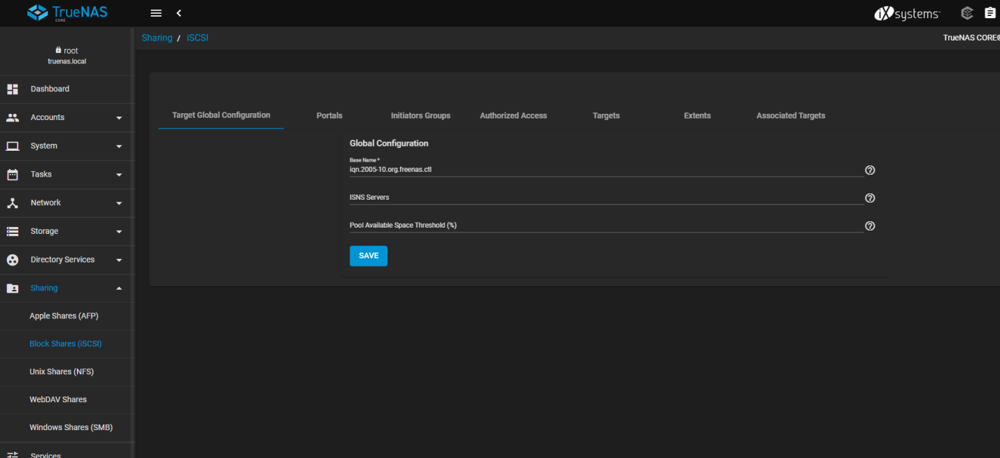 TrueNAS
CORE
iXsystems™
Sharing / iSCSI
TrueNAS CORE®
root
truenas.local
Dashboard
Accounts
System
Tasks
Network
Storage
Directory Services
Sharing
Apple Shares (AFP)
Block Shares (iSCSI)
Unix Shares (NFS)
WebDAV Shares
Windows Shares (SMB)
Services
Target Global Configuration Portals Initiators Groups Authorized Access Targets Extents Associated Targets
Global Configuration
Base Name *
iqn.2005-10.org.freenas.ctl
ISNS Servers
Pool Available Space Threshold (%)
SAVE